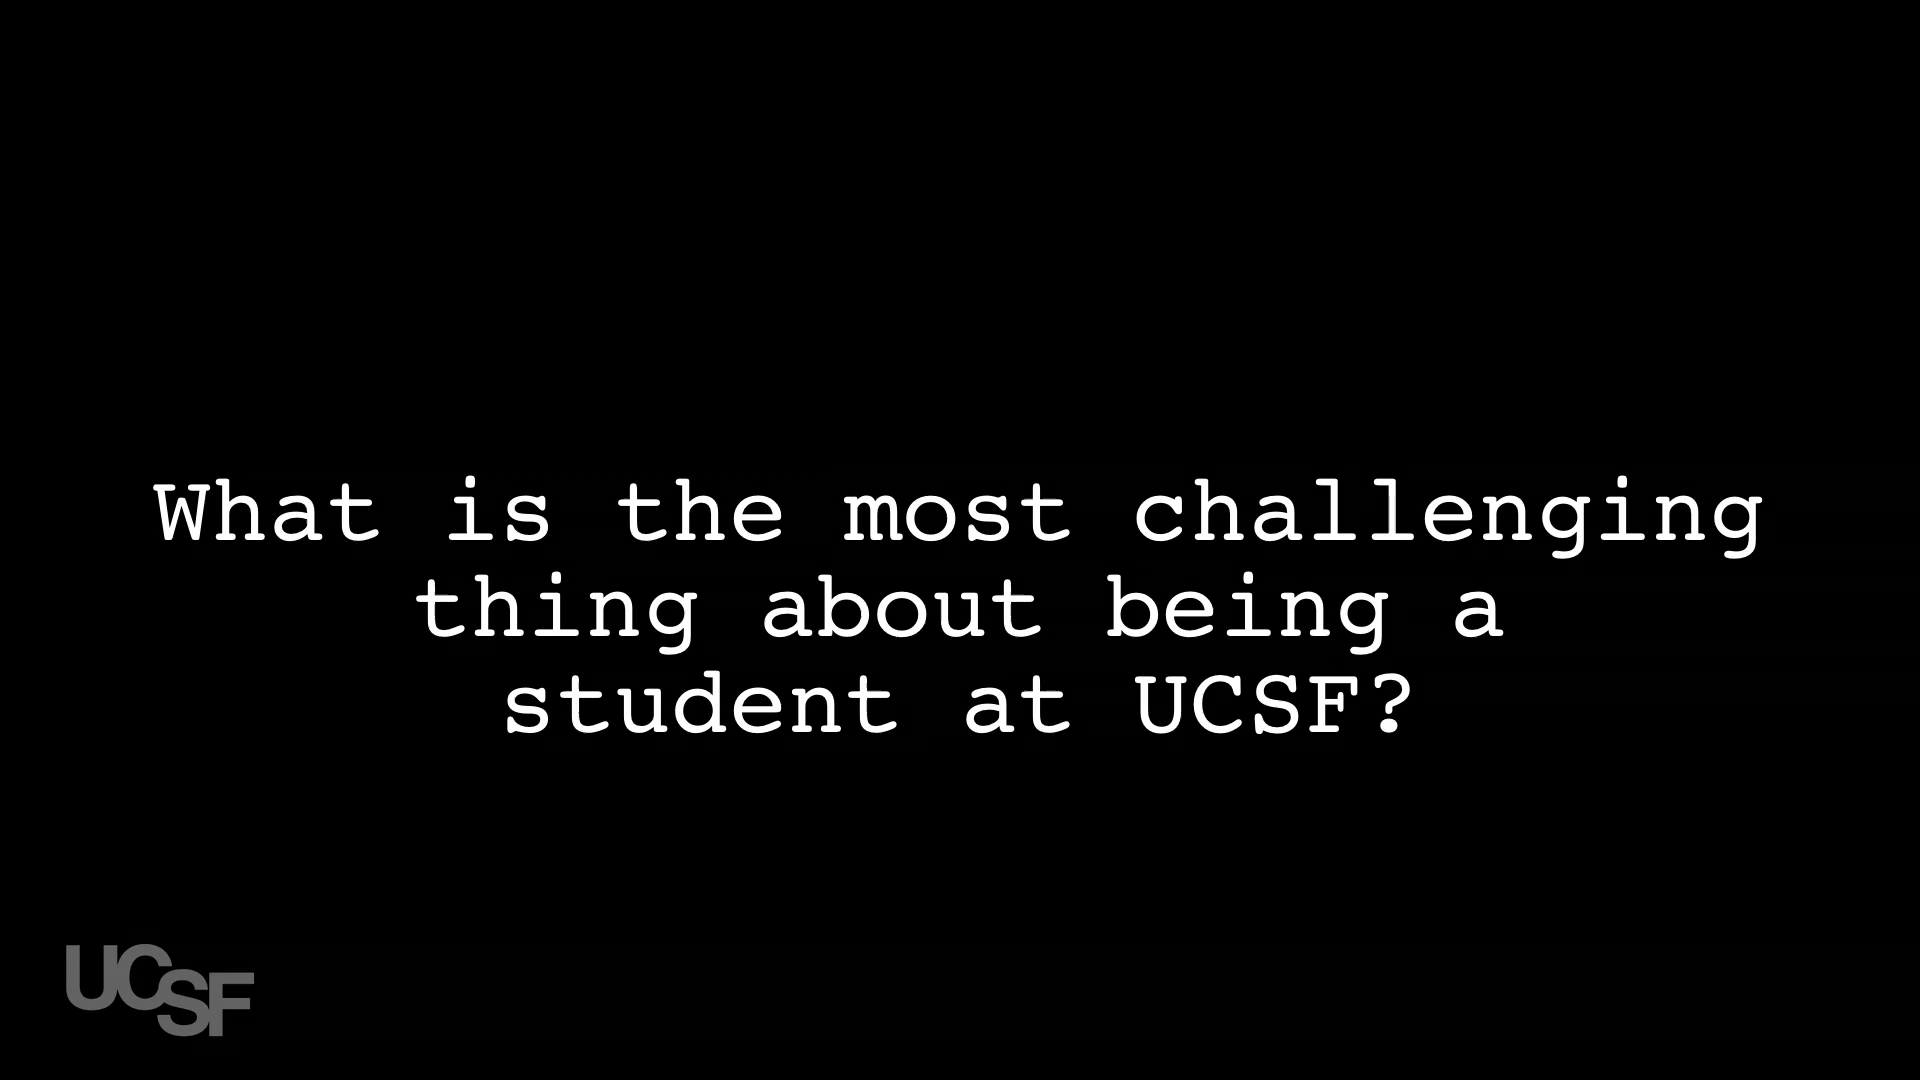 What is the most challenging
thing about being a
student at UCSF?
UCSF